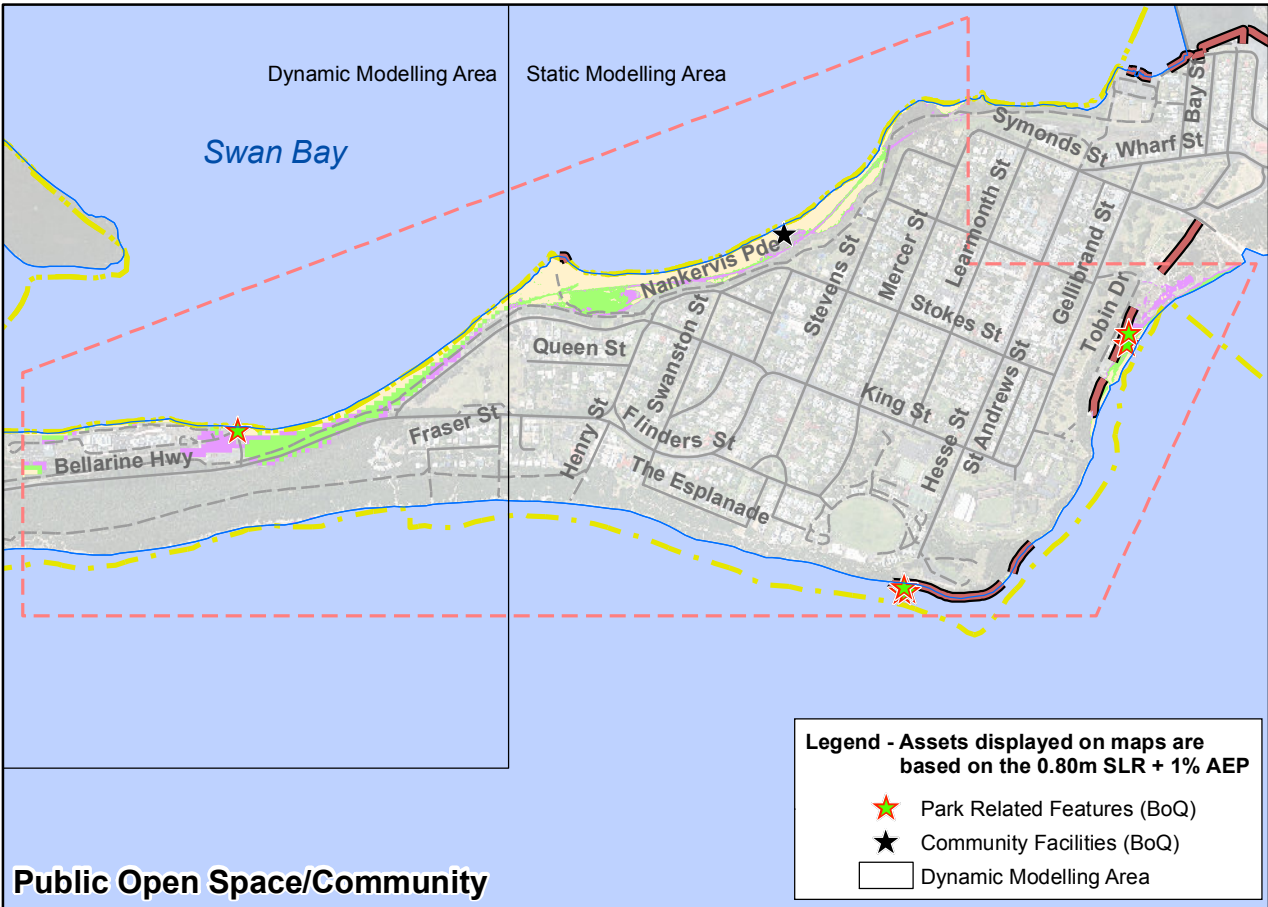 Dynamic Modelling Area
Static Modelling Area
Swan Bay
Bay St
Symonds St
Wharf St
Learmonth St
Mercer St
Gellibrand St
Nankervis Pde
Stevens St
Tobin Dr
Stokes St
Swanston St
Queen St
St Andrews St
King St
Hesse St
Fraser St
Flinders St
Henry St
Bellarine Hwy
The Esplanade
Legend - Assets displayed on maps are
based on the 0.80m SLR + 1% AEP
Park Related Features (BoQ)
Community Facilities (BoQ)
Dynamic Modelling Area
Public Open Space/Community